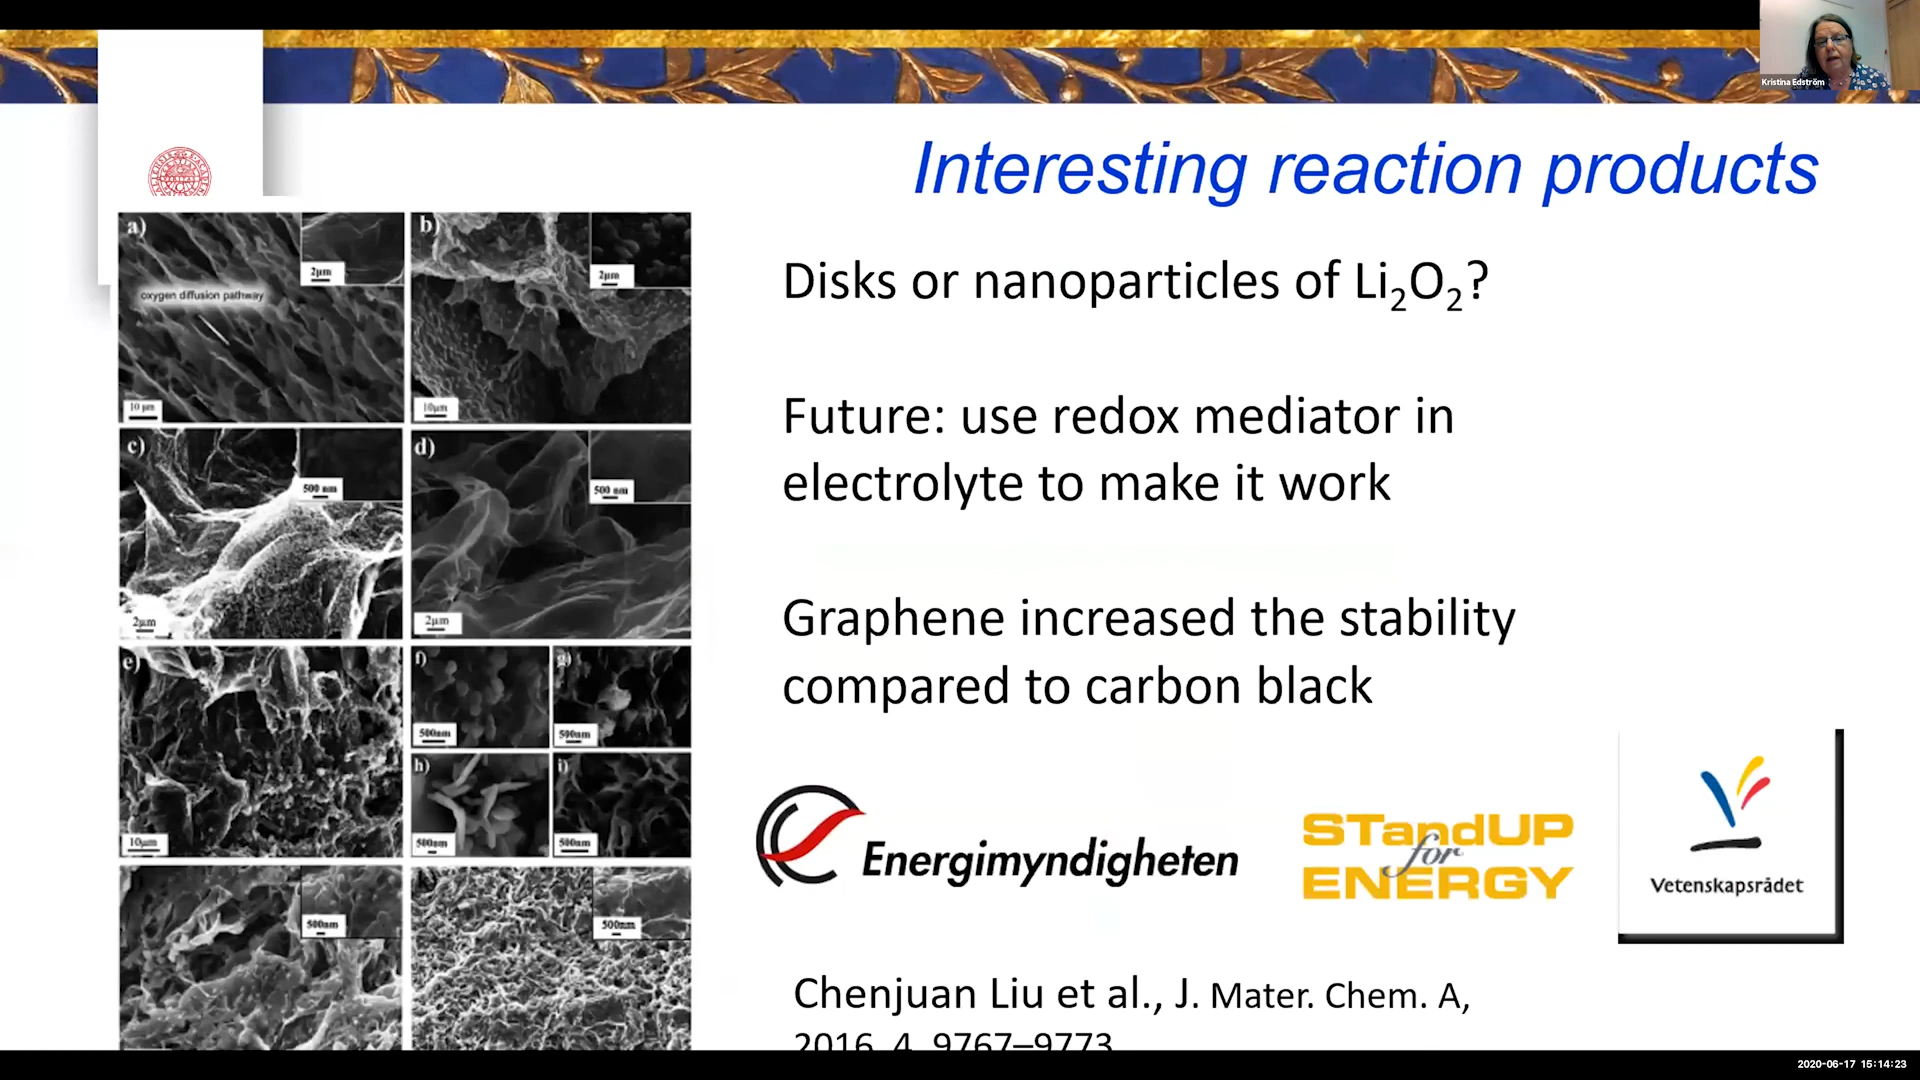 Kristina Edström
Interesting reaction products
a)
2μm
oxygen diffusion pathway
10 μm
b)
2μm
10μm
c)
500 nm
2μm
d)
500 nm
2μm
e)
10μm
f)
500nm
g)
500nm
h)
500nm
i)
500nm
500nm
500nm
Disks or nanoparticles of Li₂O₂?
Future: use redox mediator in
electrolyte to make it work
Graphene increased the stability
compared to carbon black
Energimyndigheten
STandUP
for
ENERGY
Vetenskapsrådet
Chenjuan Liu et al., J. Mater. Chem. A,
2016, 4, 9767–9773
2020-06-17 15:14:23